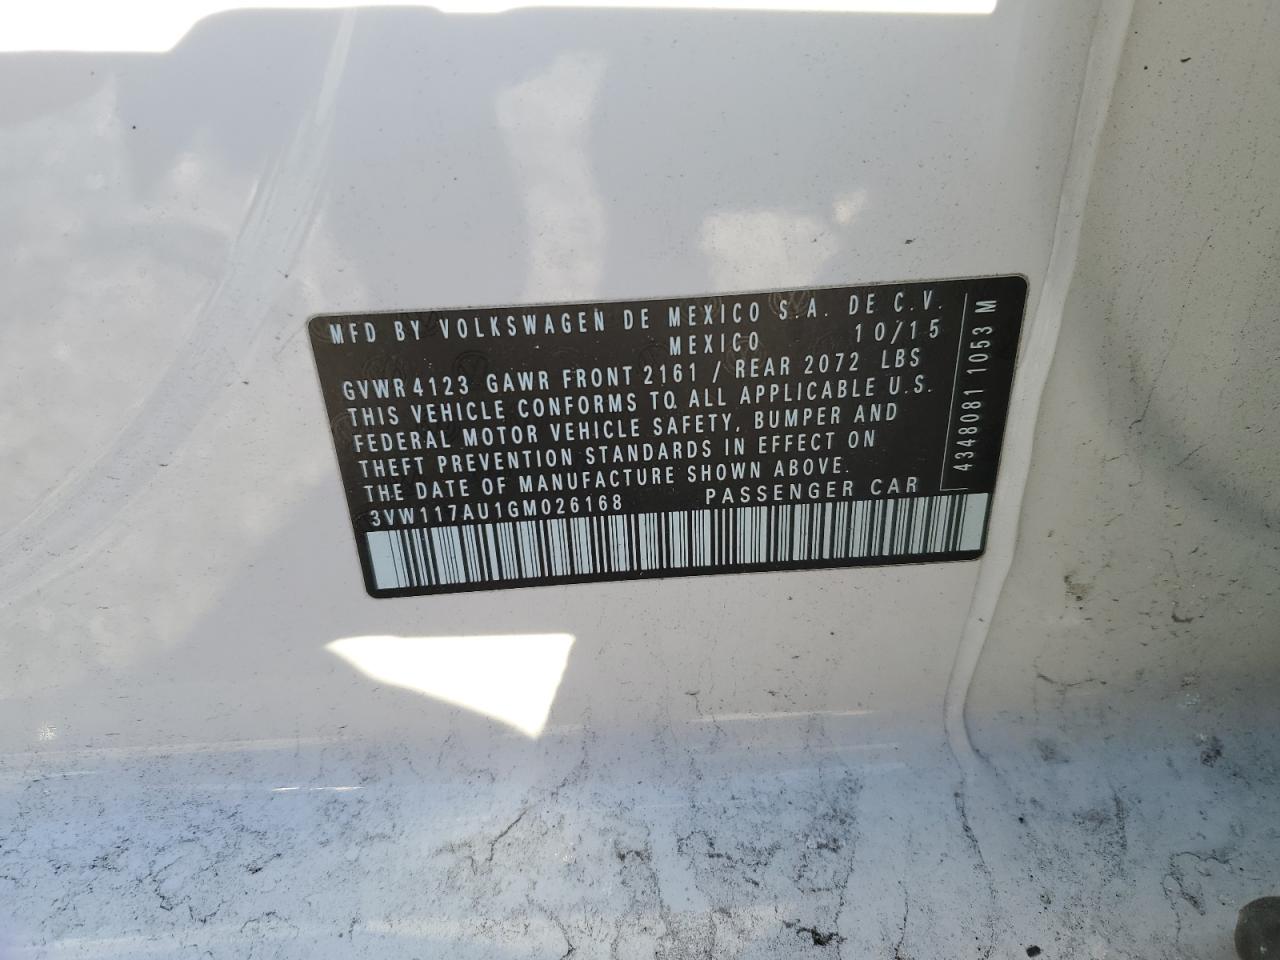 MFD BY VOLKSWAGEN DE MEXICO S.A. DE C.V.
MEXICO 10/15
GVWR 4123 GAWR FRONT 2161 / REAR 2072 LBS
THIS VEHICLE CONFORMS TO ALL APPLICABLE U.S.
FEDERAL MOTOR VEHICLE SAFETY, BUMPER AND
THEFT PREVENTION STANDARDS IN EFFECT ON
THE DATE OF MANUFACTURE SHOWN ABOVE.
3VW117AU1GM026168 PASSENGER CAR
4348081 1053 M